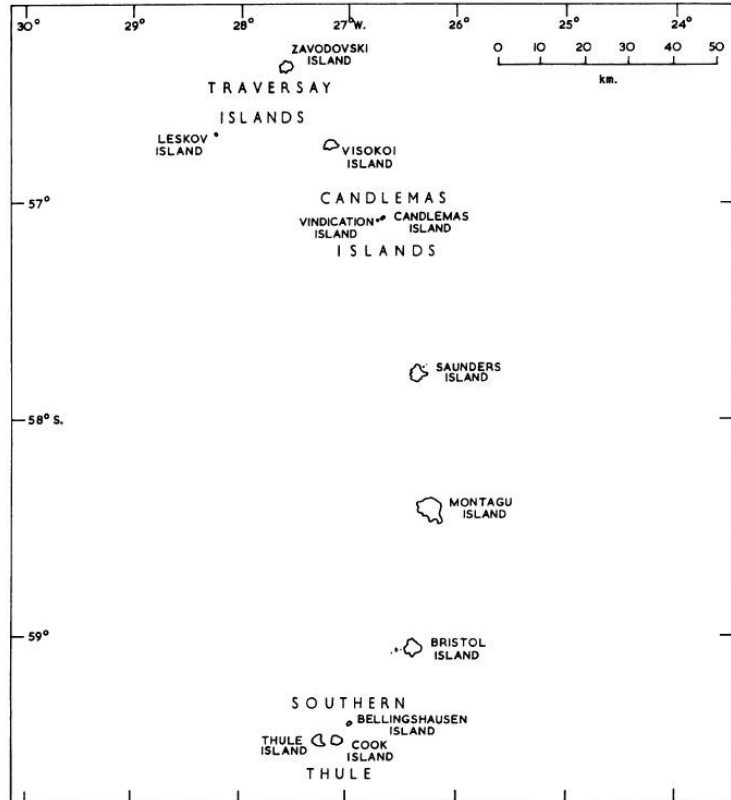 30°
29°
28°
27°W.
26°
25°
24°
ZAVODOVSKI
ISLAND
0 10 20 30 40 50
km.
TRAVERSAY
ISLANDS
LESKOV
ISLAND
VISOKOI
ISLAND
57°
CANDLEMAS
VINDICATION
ISLAND
CANDLEMAS
ISLAND
ISLANDS
SAUNDERS
ISLAND
58° S.
MONTAGU
ISLAND
59°
BRISTOL
ISLAND
SOUTHERN
BELLINGSHAUSEN
ISLAND
THULE
ISLAND
COOK
ISLAND
THULE